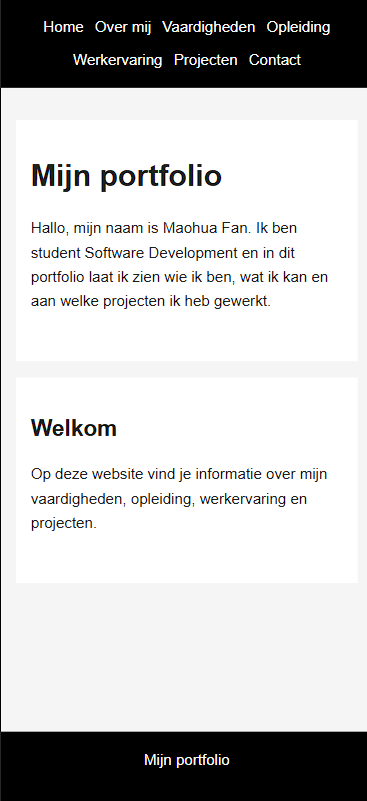 Home Over mij Vaardigheden Opleiding
Werkervaring Projecten Contact
Mijn portfolio
Hallo, mijn naam is Maohua Fan. Ik ben
student Software Development en in dit
portfolio laat ik zien wie ik ben, wat ik kan en
aan welke projecten ik heb gewerkt.
Welkom
Op deze website vind je informatie over mijn
vaardigheden, opleiding, werkervaring en
projecten.
Mijn portfolio